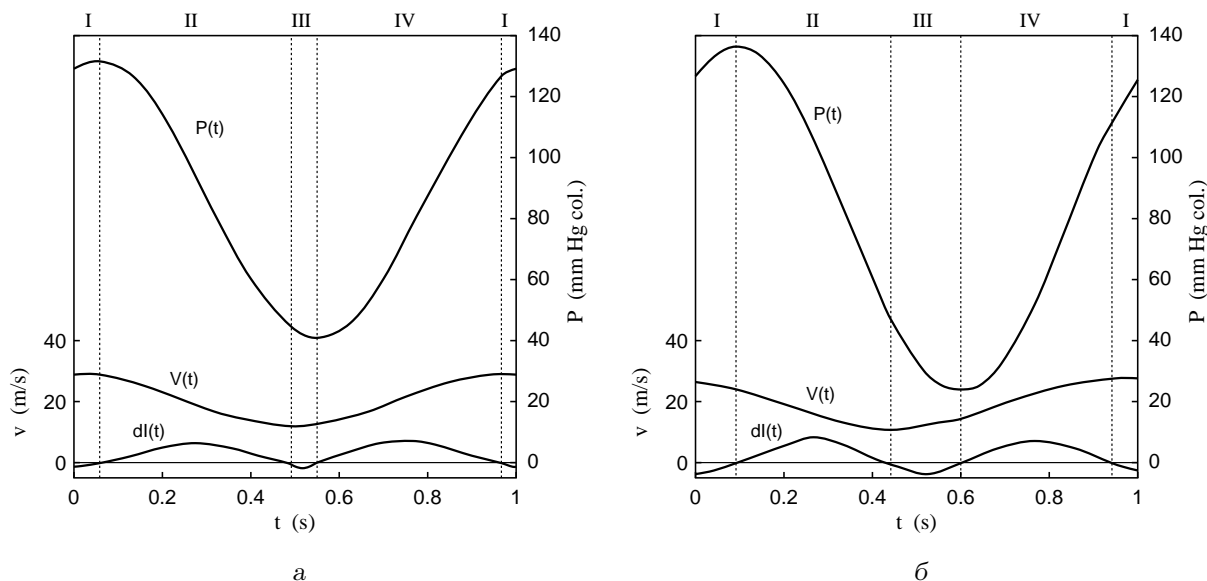 I II III IV I
I II III IV I
140
120
100
80
60
40
20
0
P (mm Hg col.)
40
20
0
v (m/s)
P(t)
V(t)
dI(t)
0 0.2 0.4 0.6 0.8 1
t (s)
а
140
120
100
80
60
40
20
0
P (mm Hg col.)
40
20
0
v (m/s)
P(t)
V(t)
dI(t)
0 0.2 0.4 0.6 0.8 1
t (s)
б